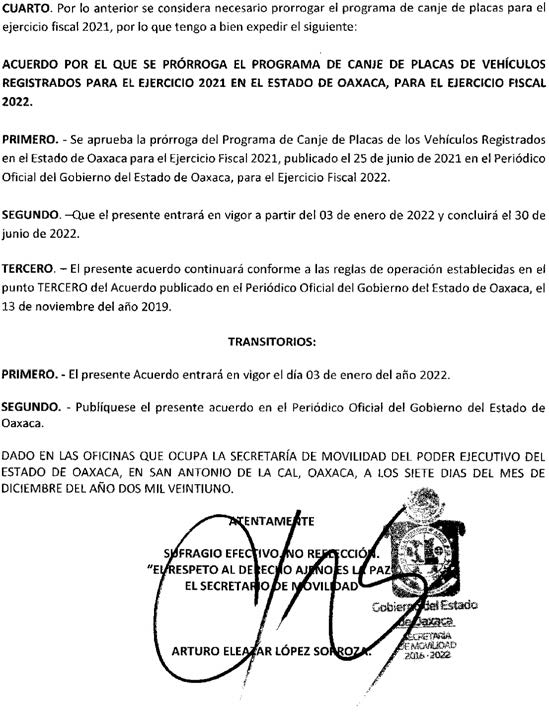 CUARTO. Por lo anterior se considera necesario prorrogar el programa de canje de placas para el
ejercicio fiscal 2021, por lo que tengo a bien expedir el siguiente:
ACUERDO POR EL QUE SE PRÓRROGA EL PROGRAMA DE CANJE DE PLACAS DE VEHÍCULOS
REGISTRADOS PARA EL EJERCICIO 2021 EN EL ESTADO DE OAXACA, PARA EL EJERCICIO FISCAL
2022.
PRIMERO. - Se aprueba la prórroga del Programa de Canje de Placas de los Vehículos Registrados
en el Estado de Oaxaca para el Ejercicio Fiscal 2021, publicado el 25 de junio de 2021 en el Periódico
Oficial del Gobierno del Estado de Oaxaca, para el Ejercicio Fiscal 2022.
SEGUNDO. –Que el presente entrará en vigor a partir del 03 de enero de 2022 y concluirá el 30 de
junio de 2022.
TERCERO. – El presente acuerdo continuará conforme a las reglas de operación establecidas en el
punto TERCERO del Acuerdo publicado en el Periódico Oficial del Gobierno del Estado de Oaxaca, el
13 de noviembre del año 2019.
TRANSITORIOS:
PRIMERO. - El presente Acuerdo entrará en vigor el día 03 de enero del año 2022.
SEGUNDO. - Publíquese el presente acuerdo en el Periódico Oficial del Gobierno del Estado de
Oaxaca.
DADO EN LAS OFICINAS QUE OCUPA LA SECRETARÍA DE MOVILIDAD DEL PODER EJECUTIVO DEL
ESTADO DE OAXACA, EN SAN ANTONIO DE LA CAL, OAXACA, A LOS SIETE DIAS DEL MES DE
DICIEMBRE DEL AÑO DOS MIL VEINTIUNO.
ATENTAMENTE
SUFRAGIO EFECTIVO. NO REELECCIÓN.
"EL RESPETO AL DERECHO AJENO ES LA PAZ
EL SECRETARIO DE MOVILIDAD
Gobierno del Estado
de Oaxaca
SECRETARÍA
DE MOVILIDAD
2016-2022
ARTURO ELEAZAR LÓPEZ SORROZA.